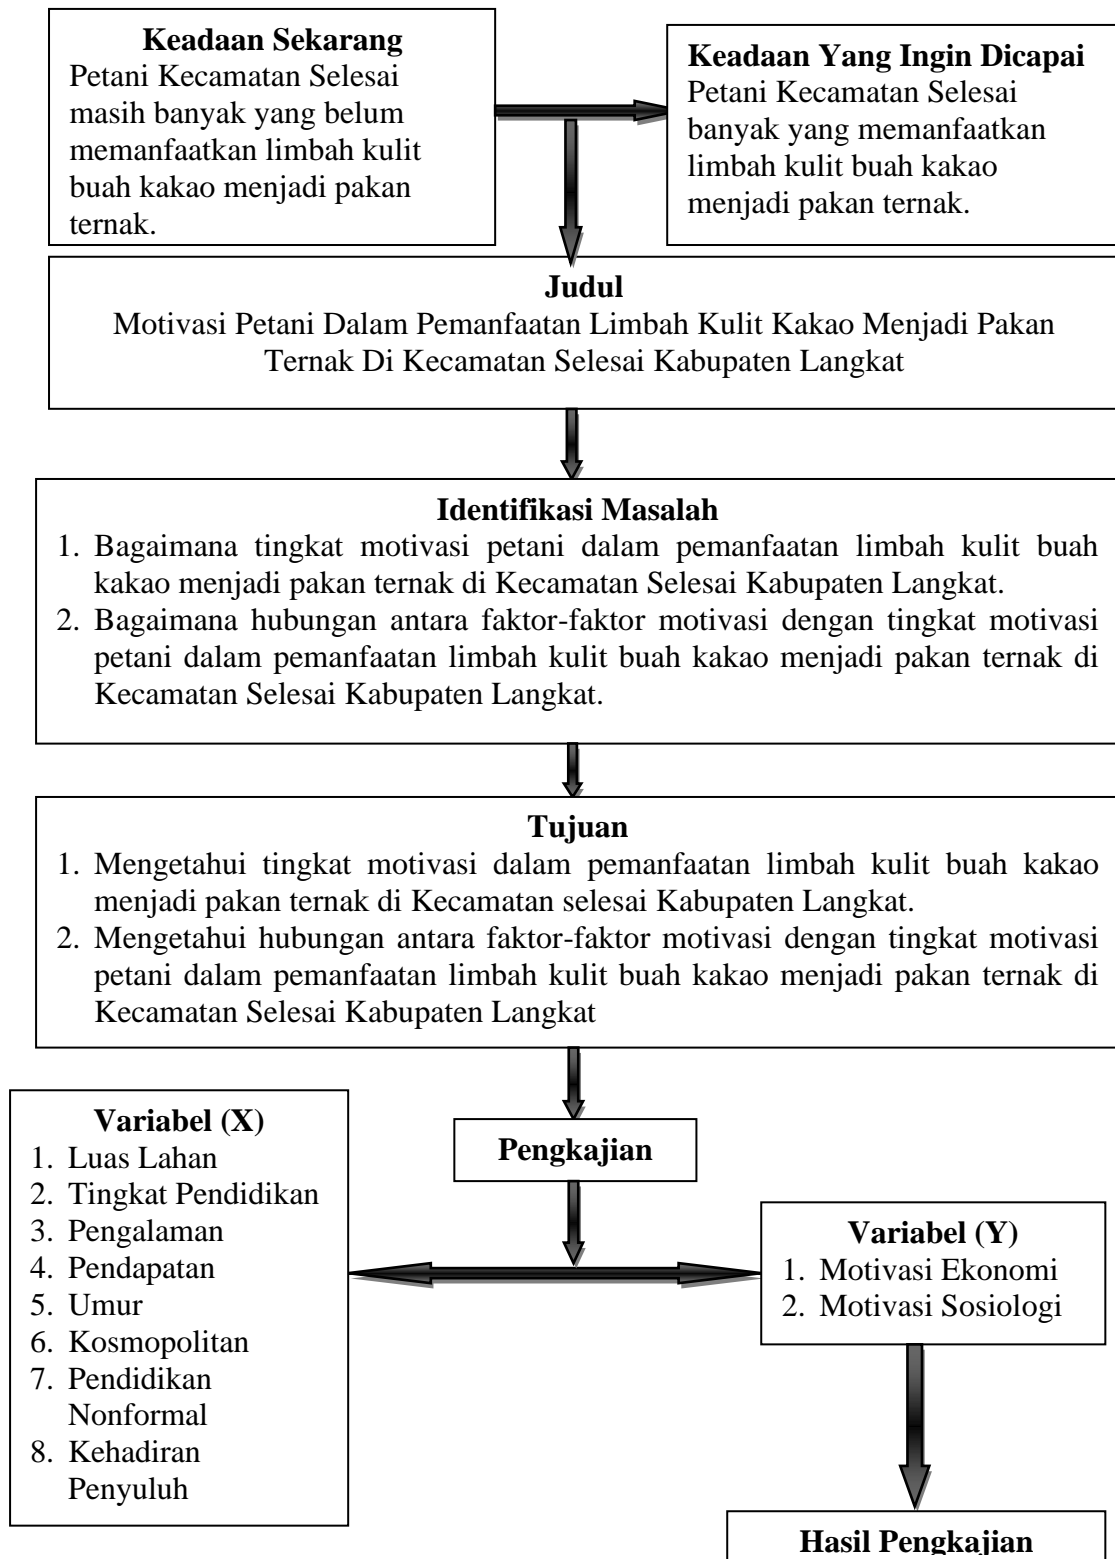 Keadaan Sekarang
Petani Kecamatan Selesai
masih banyak yang belum
memanfaatkan limbah kulit
buah kakao menjadi pakan
ternak.
Keadaan Yang Ingin Dicapai
Petani Kecamatan Selesai
banyak yang memanfaatkan
limbah kulit buah kakao
menjadi pakan ternak.
Judul
Motivasi Petani Dalam Pemanfaatan Limbah Kulit Kakao Menjadi Pakan
Ternak Di Kecamatan Selesai Kabupaten Langkat
Identifikasi Masalah
1. Bagaimana tingkat motivasi petani dalam pemanfaatan limbah kulit buah
kakao menjadi pakan ternak di Kecamatan Selesai Kabupaten Langkat.
2. Bagaimana hubungan antara faktor-faktor motivasi dengan tingkat motivasi
petani dalam pemanfaatan limbah kulit buah kakao menjadi pakan ternak di
Kecamatan Selesai Kabupaten Langkat.
Tujuan
1. Mengetahui tingkat motivasi dalam pemanfaatan limbah kulit buah kakao
menjadi pakan ternak di Kecamatan selesai Kabupaten Langkat.
2. Mengetahui hubungan antara faktor-faktor motivasi dengan tingkat motivasi
petani dalam pemanfaatan limbah kulit buah kakao menjadi pakan ternak di
Kecamatan Selesai Kabupaten Langkat
Variabel (X)
1. Luas Lahan
2. Tingkat Pendidikan
3. Pengalaman
4. Pendapatan
5. Umur
6. Kosmopolitan
7. Pendidikan
Nonformal
8. Kehadiran
Penyuluh
Pengkajian
Variabel (Y)
1. Motivasi Ekonomi
2. Motivasi Sosiologi
Hasil Pengkajian